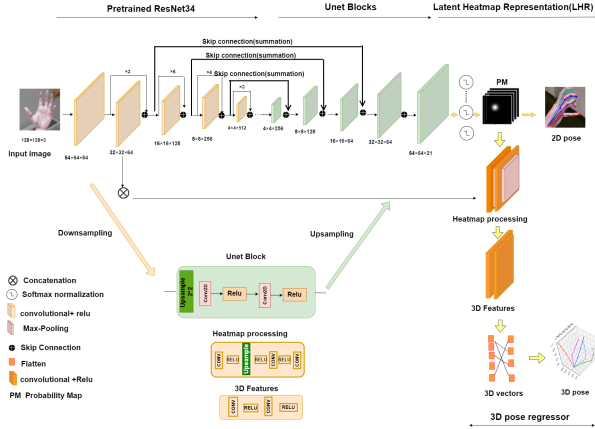 Pretrained ResNet34
Unet Blocks
Latent Heatmap Representation(LHR)
Skip connection(summation)
Skip connection(summation)
Skip connection(summation)
×3
×6
×4
×3
PM
128×128×3
Input image
64×64×64
32×32×64
16×16×128
8×8×256
4×4×512
4×4×256
8×8×128
16×16×64
32×32×64
64×64×21
2D pose
Heatmap processing
Downsampling
Upsampling
Unet Block
Upsample 2*2
Conv2D
Relu
Conv2D
Relu
3D Features
Concatenation
Softmax normalization
convolutional+ relu
Max-Pooling
Skip Connection
Flatten
convolutional +Relu
PM Probability Map
Heatmap processing
CONV
RELU
Upsample
RELU
CONV
RELU
CONV
3D Features
CONV
RELU
CONV
RELU
3D vectors
3D pose
3D pose regressor